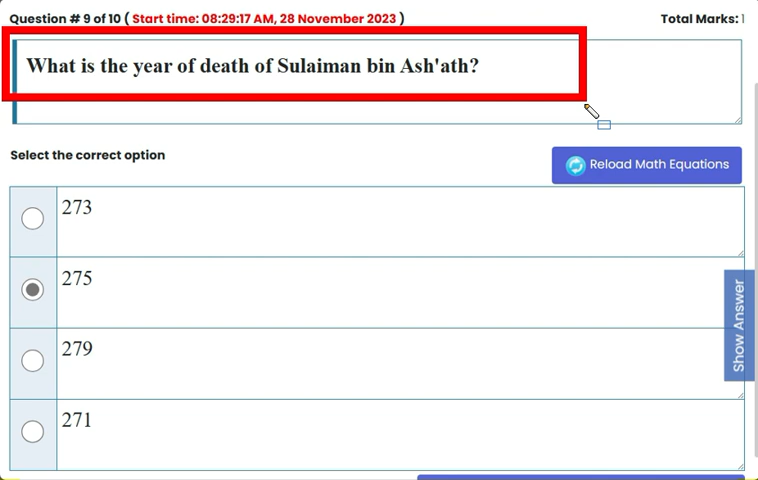 Question # 9 of 10 ( Start time: 08:29:17 AM, 28 November 2023 ) Total Marks: 1
What is the year of death of Sulaiman bin Ash'ath?
Select the correct option
Reload Math Equations
273
275
Show Answer
279
271